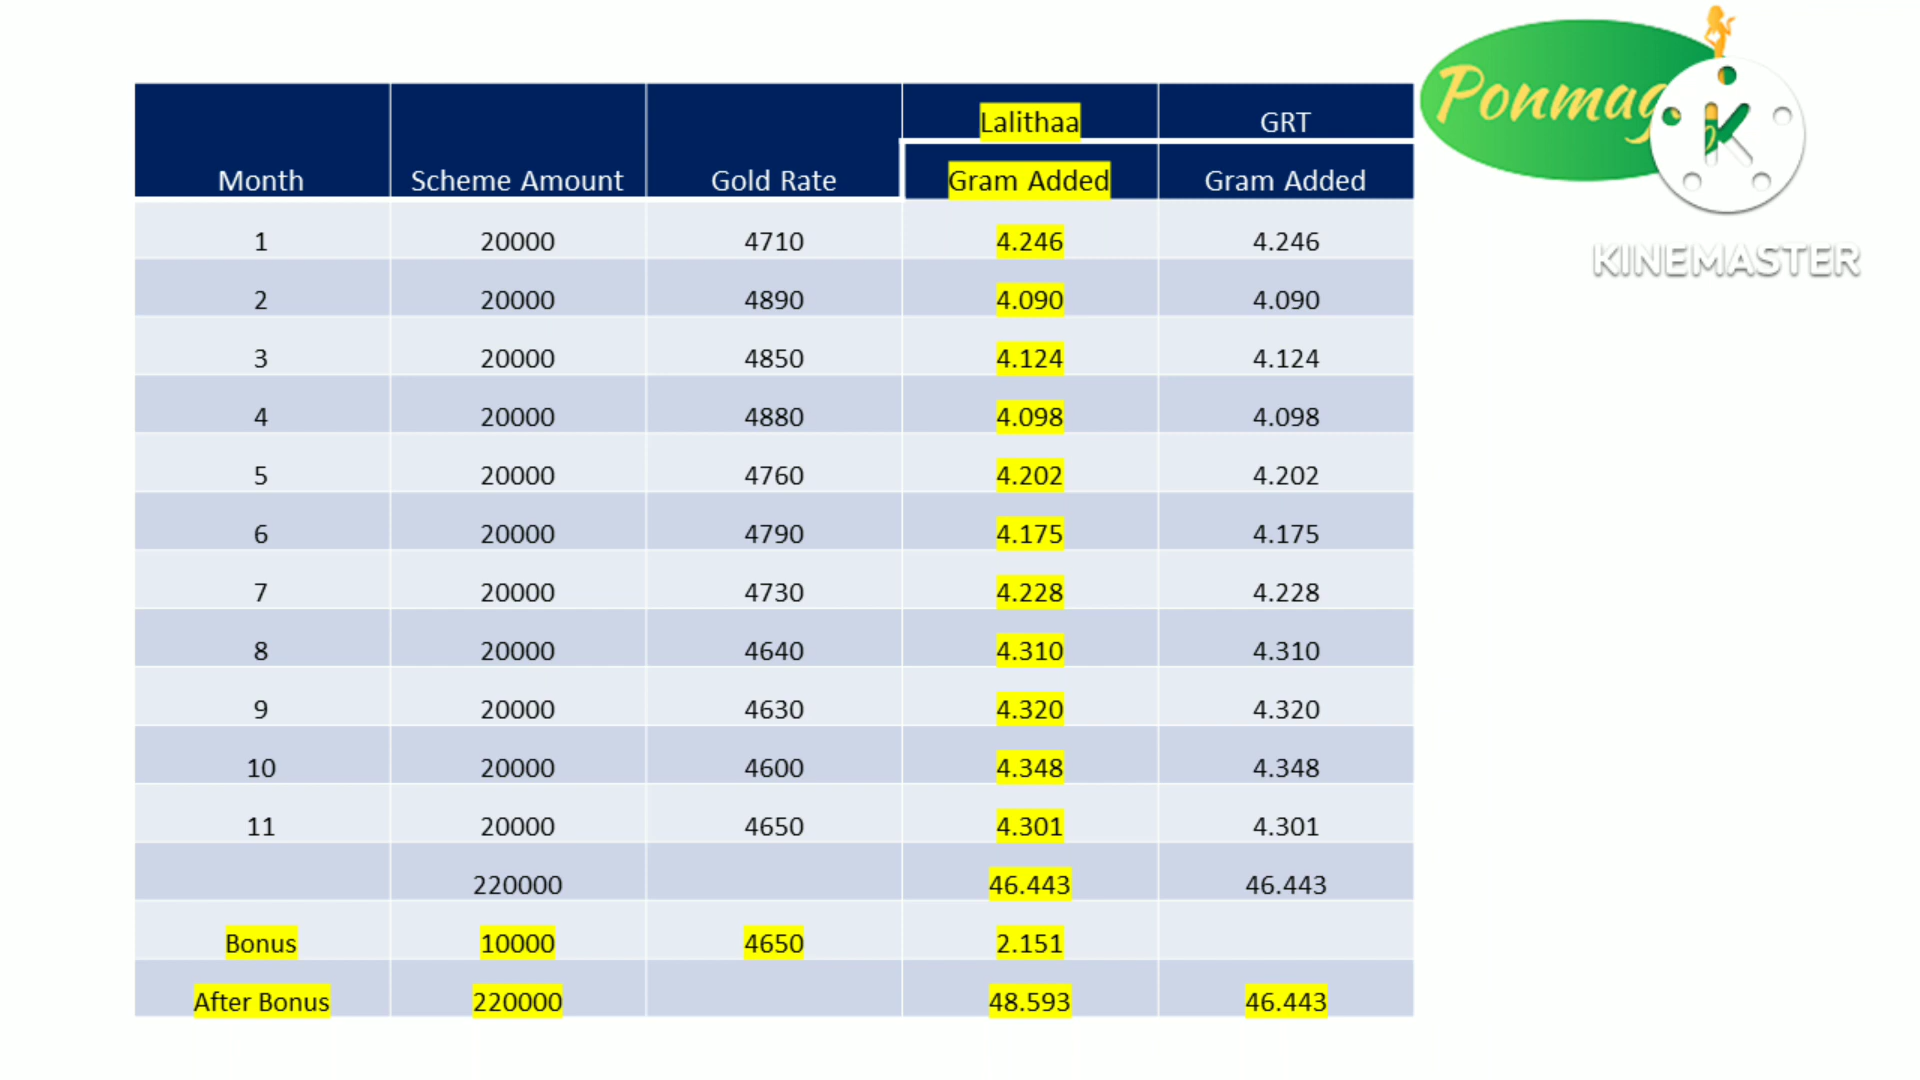 Lalithaa GRT
Month Scheme Amount Gold Rate Gram Added Gram Added
1 20000 4710 4.246 4.246
2 20000 4890 4.090 4.090
3 20000 4850 4.124 4.124
4 20000 4880 4.098 4.098
5 20000 4760 4.202 4.202
6 20000 4790 4.175 4.175
7 20000 4730 4.228 4.228
8 20000 4640 4.310 4.310
9 20000 4630 4.320 4.320
10 20000 4600 4.348 4.348
11 20000 4650 4.301 4.301
220000 46.443 46.443
Bonus 10000 4650 2.151
After Bonus 220000 48.593 46.443
K
KINEMASTER